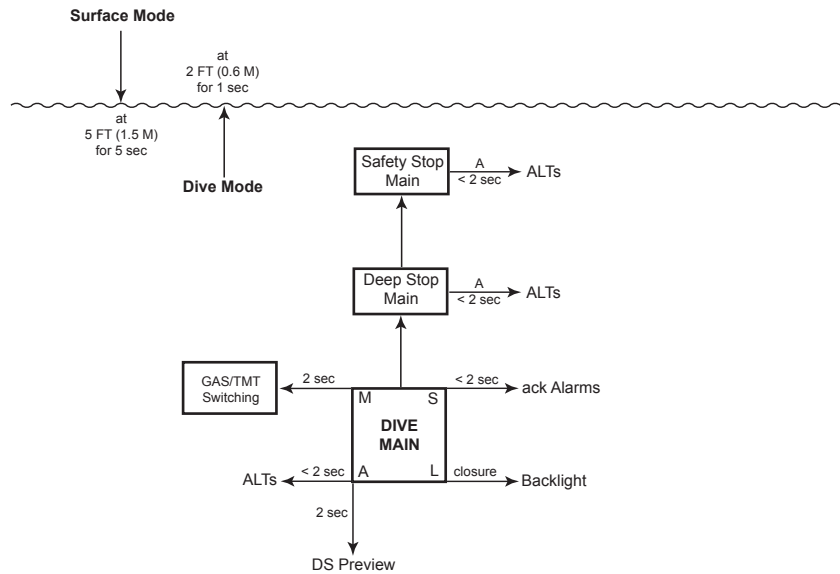 Surface Mode
at
2 FT (0.6 M)
for 1 sec
at
5 FT (1.5 M)
for 5 sec
Dive Mode
Safety Stop
Main
A
< 2 sec
ALTs
Deep Stop
Main
A
< 2 sec
ALTs
GAS/TMT
Switching
2 sec
M
S
< 2 sec
ack Alarms
DIVE
MAIN
ALTs
< 2 sec
A
L
closure
Backlight
2 sec
DS Preview